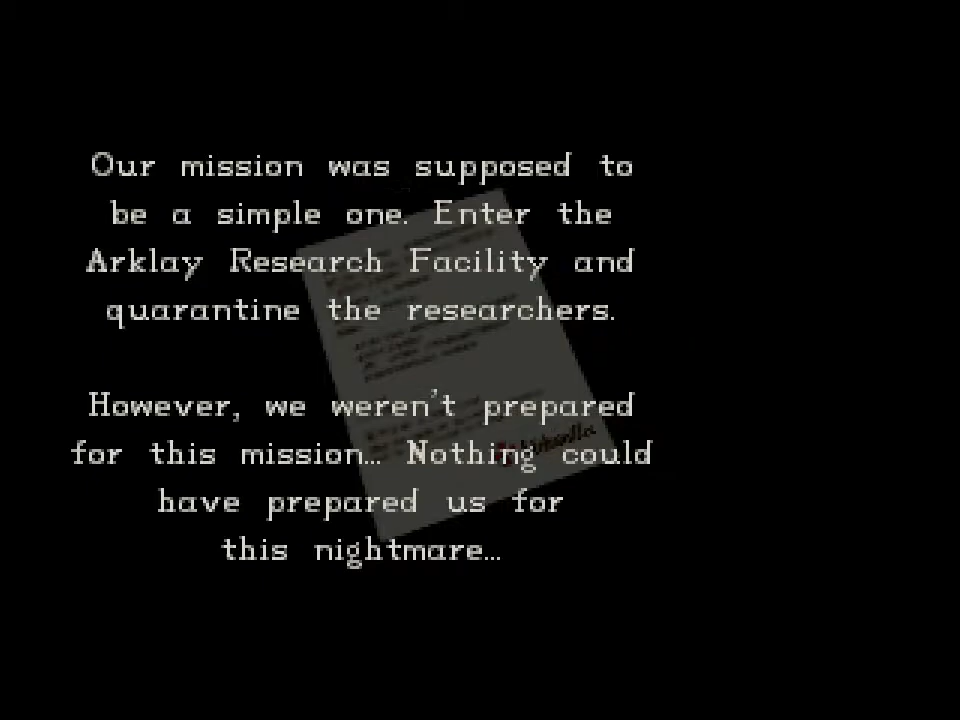 Our mission was supposed to
be a simple one. Enter the
Arklay Research Facility and
quarantine the researchers.
However, we weren't prepared
for this mission... Nothing could
have prepared us for
this nightmare...